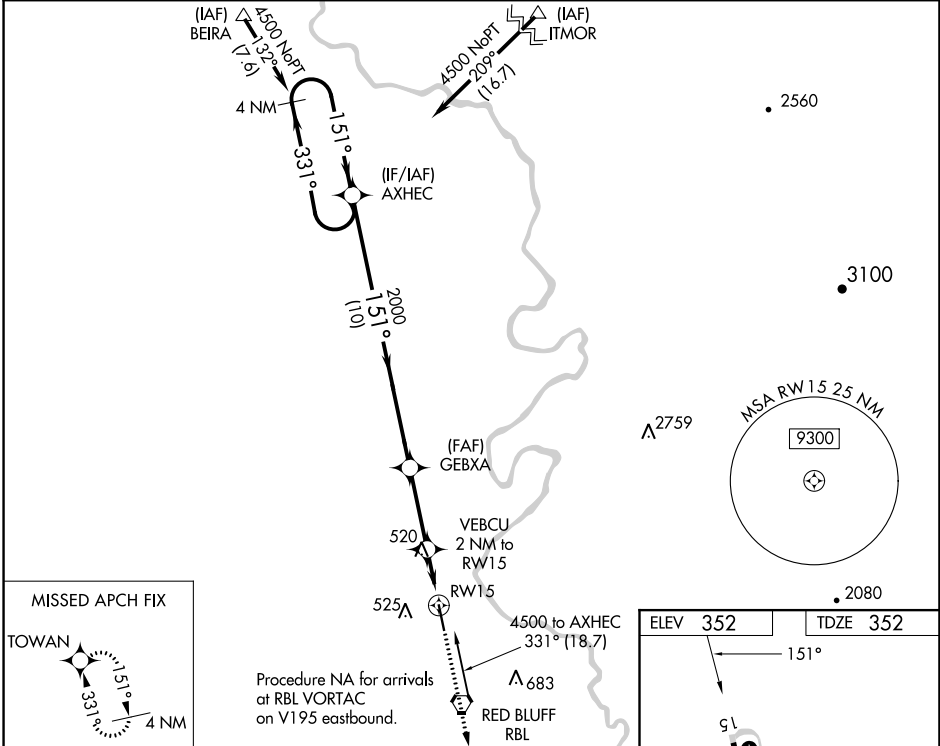 (IAF)
BEIRA
4500 NoPT
132°
(7.6)
(IAF)
ITMOR
4500 NoPT
209°
(16.7)
4 NM
151°
331°
(IF/IAF)
AXHEC
2560
3100
2000
151°
(10)
2759
MSA RW15 25 NM
9300
(FAF)
GEBXA
520
VEBCU
2 NM to
RW15
RW15
525
2080
MISSED APCH FIX
TOWAN
151°
331°
4 NM
4500 to AXHEC
331° (18.7)
Procedure NA for arrivals
at RBL VORTAC
on V195 eastbound.
683
RED BLUFF
RBL
ELEV 352
TDZE 352
151°
15